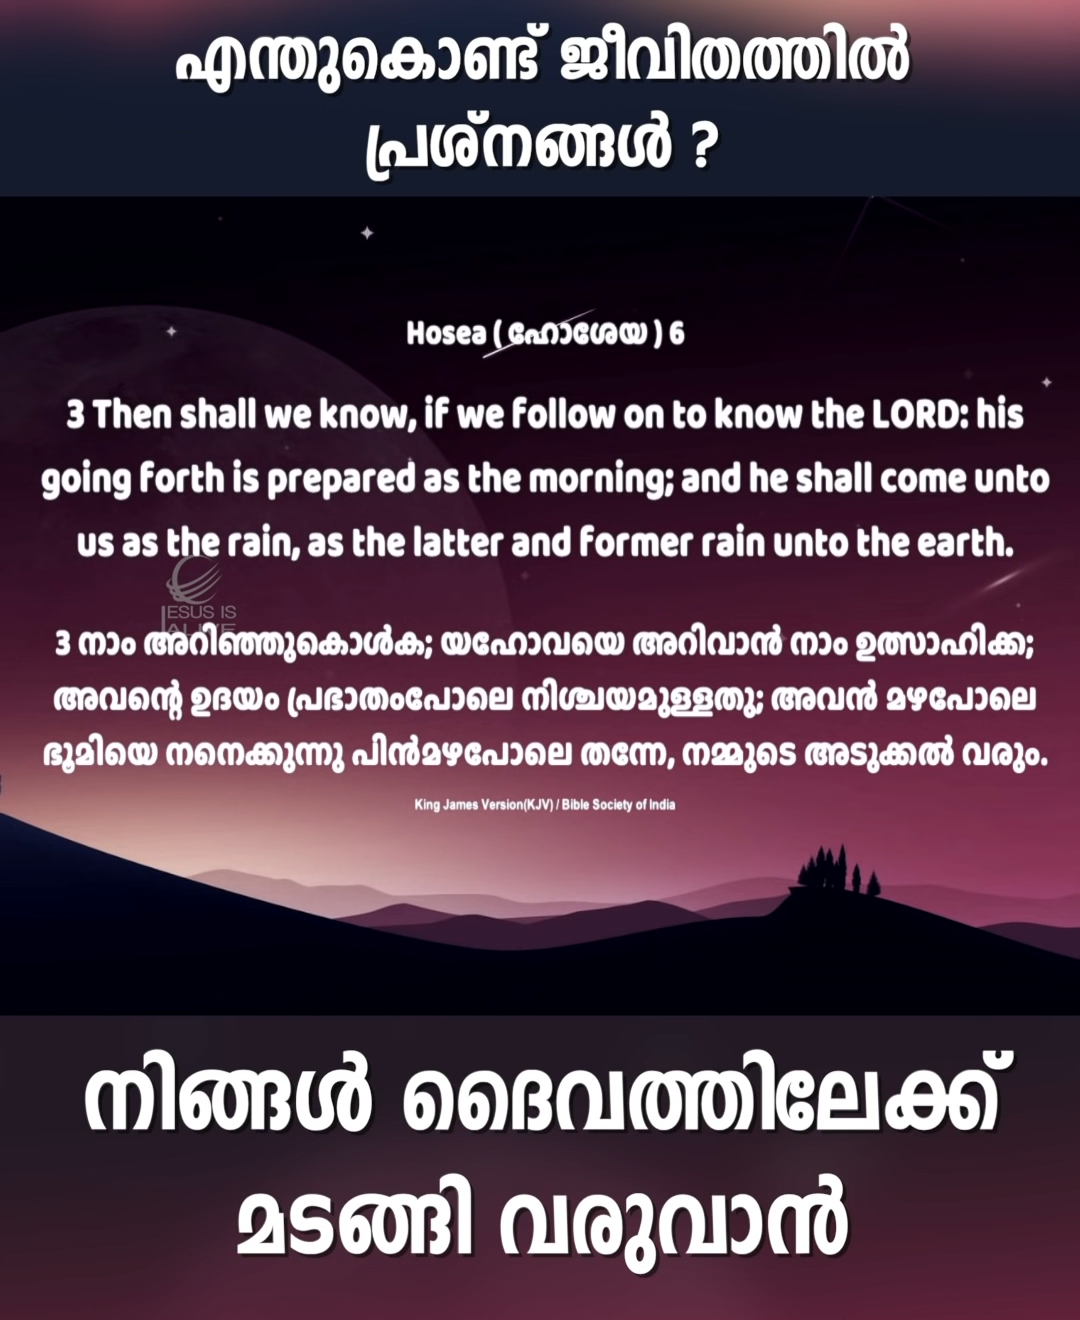 എന്തുകൊണ്ട് ജീവിതത്തിൽ
പ്രശ്നങ്ങൾ ?
Hosea ( ഹോശേയ ) 6
3 Then shall we know, if we follow on to know the LORD: his
going forth is prepared as the morning; and he shall come unto
us as the rain, as the latter and former rain unto the earth.
JESUS IS
ALIVE
3 നാം അറിഞ്ഞുകൊൾക; യഹോവയെ അറിവാൻ നാം ഉത്സാഹിക്ക;
അവന്റെ ഉദയം പ്രഭാതംപോലെ നിശ്ചയമുള്ളതു; അവൻ മഴപോലെ
ഭൂമിയെ നനെക്കുന്നു പിൻമഴപോലെ തന്നേ, നമ്മുടെ അടുക്കൽ വരും.
King James Version(KJV) / Bible Society of India
നിങ്ങൾ ദൈവത്തിലേക്ക്
മടങ്ങി വരുവാൻ